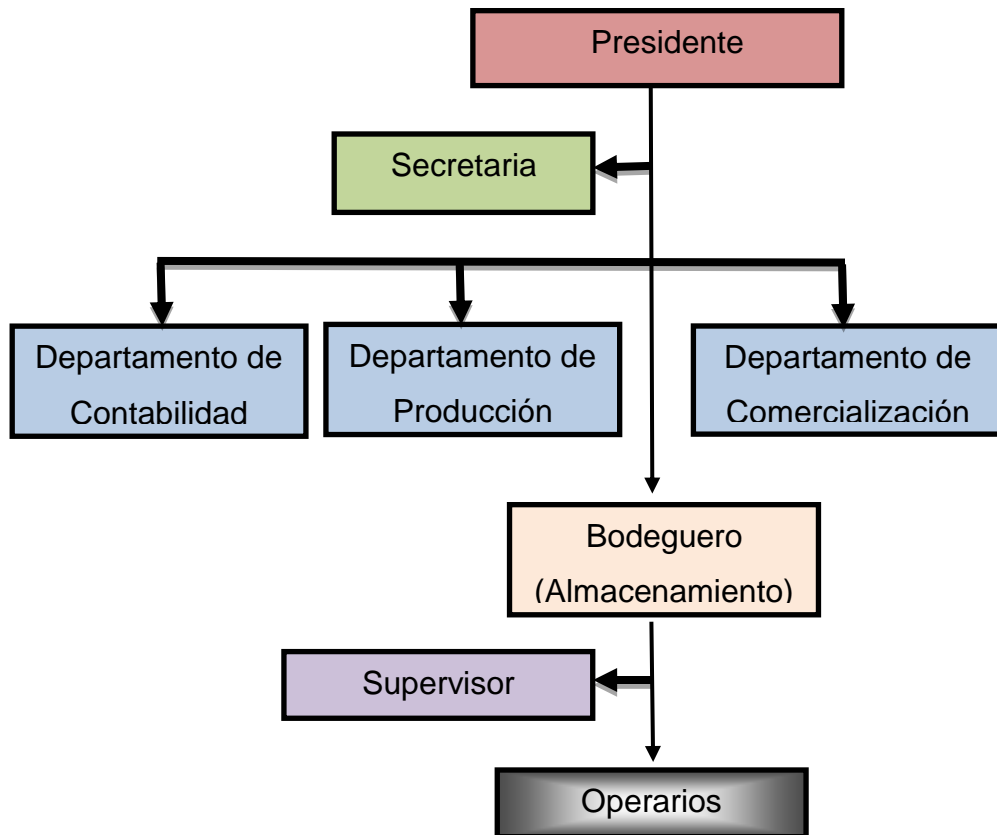 Presidente
Secretaria
Departamento de
Contabilidad
Departamento de
Producción
Departamento de
Comercialización
Bodeguero
(Almacenamiento)
Supervisor
Operarios